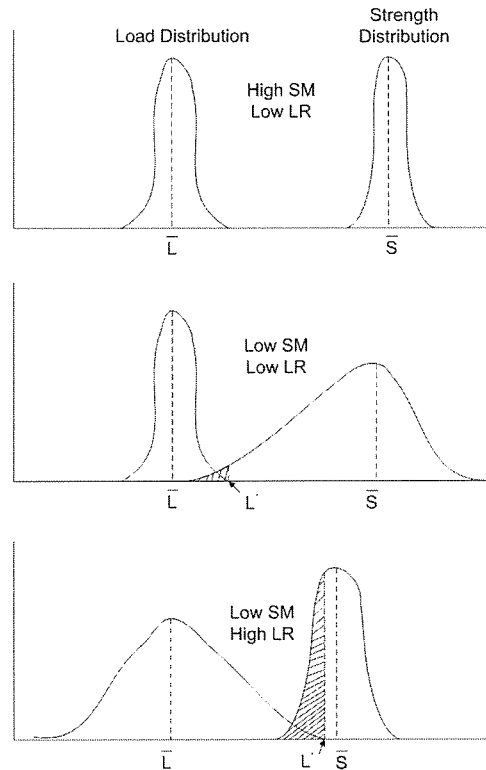 Load Distribution
Strength
Distribution
High SM
Low LR
L̅
S̅
Low SM
Low LR
L̅
L'
S̅
Low SM
High LR
L̅
L'
S̅